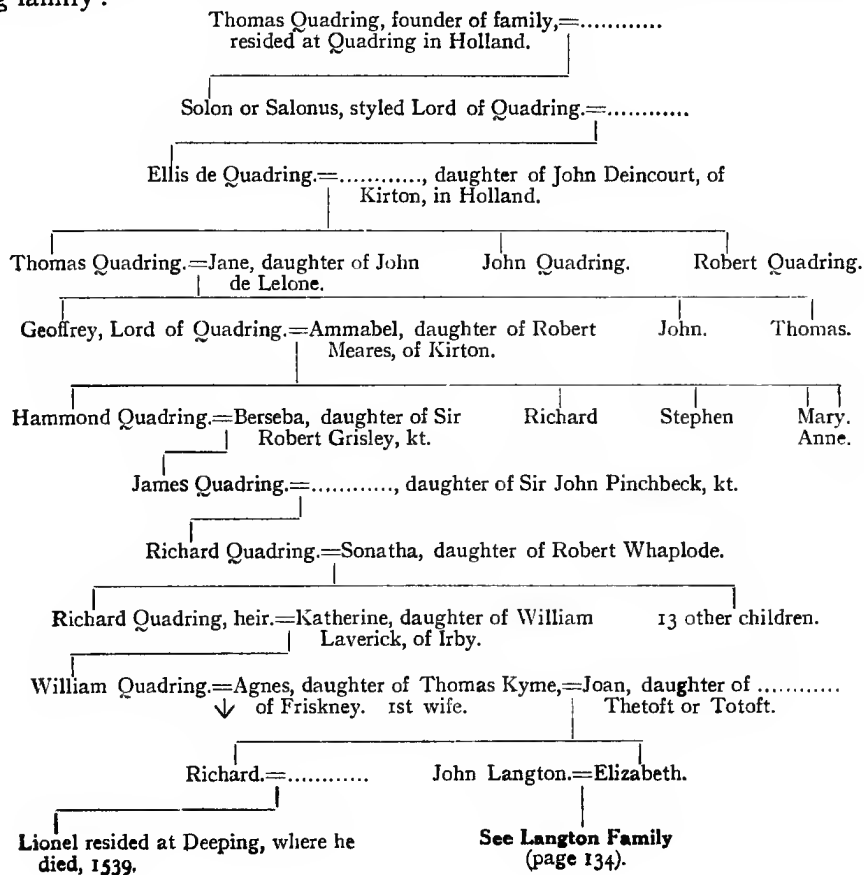 g family :
Thomas Quadring, founder of family,=............
resided at Quadring in Holland.
Solon or Salonus, styled Lord of Quadring.=............
Ellis de Quadring.=............, daughter of John Deincourt, of
Kirton, in Holland.
Thomas Quadring.=Jane, daughter of John
de Lelone.
John Quadring.
Robert Quadring.
Geoffrey, Lord of Quadring.=Ammabel, daughter of Robert
Meares, of Kirton.
John.
Thomas.
Hammond Quadring.=Berseba, daughter of Sir
Robert Grisley, kt.
Richard
Stephen
Mary.
Anne.
James Quadring.=............, daughter of Sir John Pinchbeck, kt.
Richard Quadring.=Sonatha, daughter of Robert Whaplode.
Richard Quadring, heir.=Katherine, daughter of William
Laverick, of Irby.
13 other children.
William Quadring.=Agnes, daughter of Thomas Kyme,=Joan, daughter of ............
of Friskney. 1st wife.
Thetoft or Totoft.
Richard.=............
John Langton.=Elizabeth.
Lionel resided at Deeping, where he
died, 1539.
See Langton Family
(page 134).